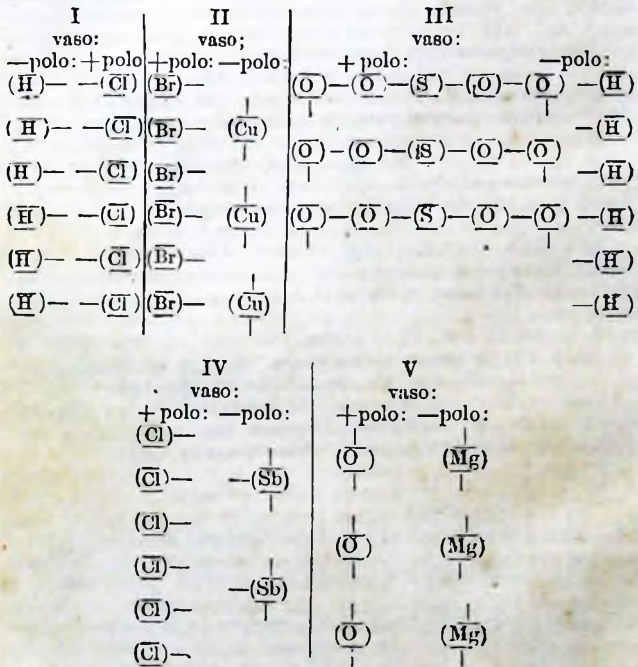 I II III
vaso: vaso; vaso:
—polo: +polo +polo: —polo: +polo: —polo:
(H)— —(Cl) (Br)— (O)—(O)—(S)—(O)—(O) —(H)
(H)— —(Cl) (Br)— (Cu) —(H)
(H)— —(Cl) (Br)— (O)—(O)—(S)—(O)—(O) —(H)
(H)— —(Cl) (Br)— (Cu) (O)—(O)—(S)—(O)—(O) —(H)
(H)— —(Cl) (Br)— —(H)
(H)— —(Cl) (Br)— (Cu) —(H)
IV V
vaso: vaso:
+polo: —polo: +polo: —polo:
(Cl)—
(Cl)— —(Sb) (O) (Mg)
(Cl)—
(Cl)— (O) (Mg)
(Cl)— —(Sb)
(Cl)— (O) (Mg)